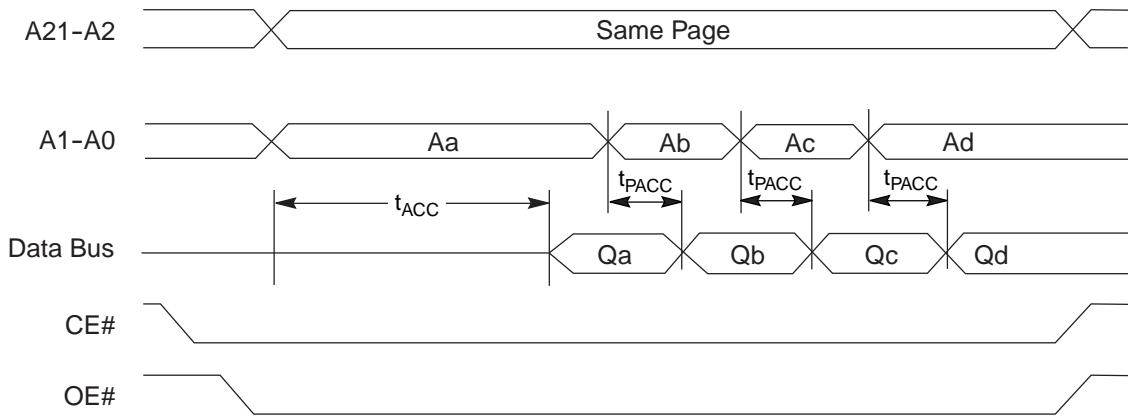 A21-A2
Same Page
A1-A0
Aa
Ab
Ac
Ad
tACC
tPACC
tPACC
tPACC
Data Bus
Qa
Qb
Qc
Qd
CE#
OE#